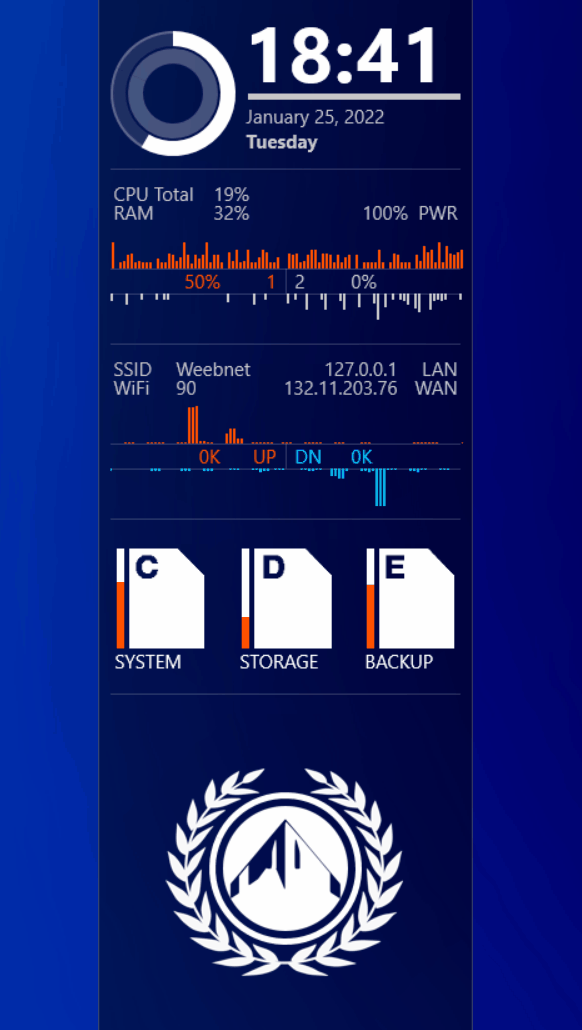 18:41
January 25, 2022
Tuesday
CPU Total 19%
RAM 32% 100% PWR
50% 1 2 0%
SSID Weebnet 127.0.0.1 LAN
WiFi 90 132.11.203.76 WAN
0K UP DN 0K
C D E
SYSTEM STORAGE BACKUP